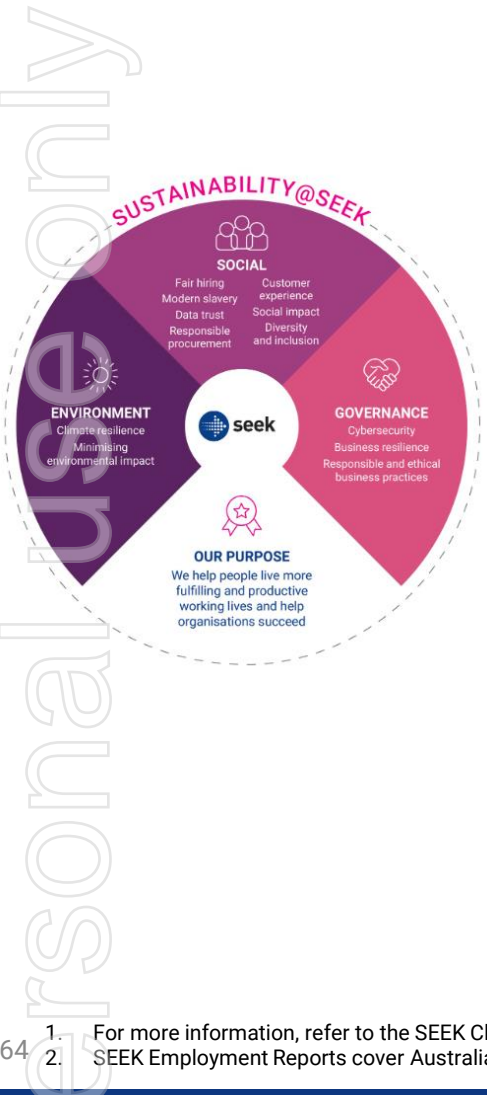 SUSTAINABILITY@SEEK
SOCIAL
Fair hiring
Modern slavery
Data trust
Responsible
procurement
Customer
experience
Social impact
Diversity
and inclusion
ENVIRONMENT
Climate resilience
Minimising
environmental impact
seek
GOVERNANCE
Cybersecurity
Business resilience
Responsible and ethical
business practices
OUR PURPOSE
We help people live more
fulfilling and productive
working lives and help
organisations succeed
ersonal use only
1. For more information, refer to the SEEK Cl
64
2. SEEK Employment Reports cover Australia